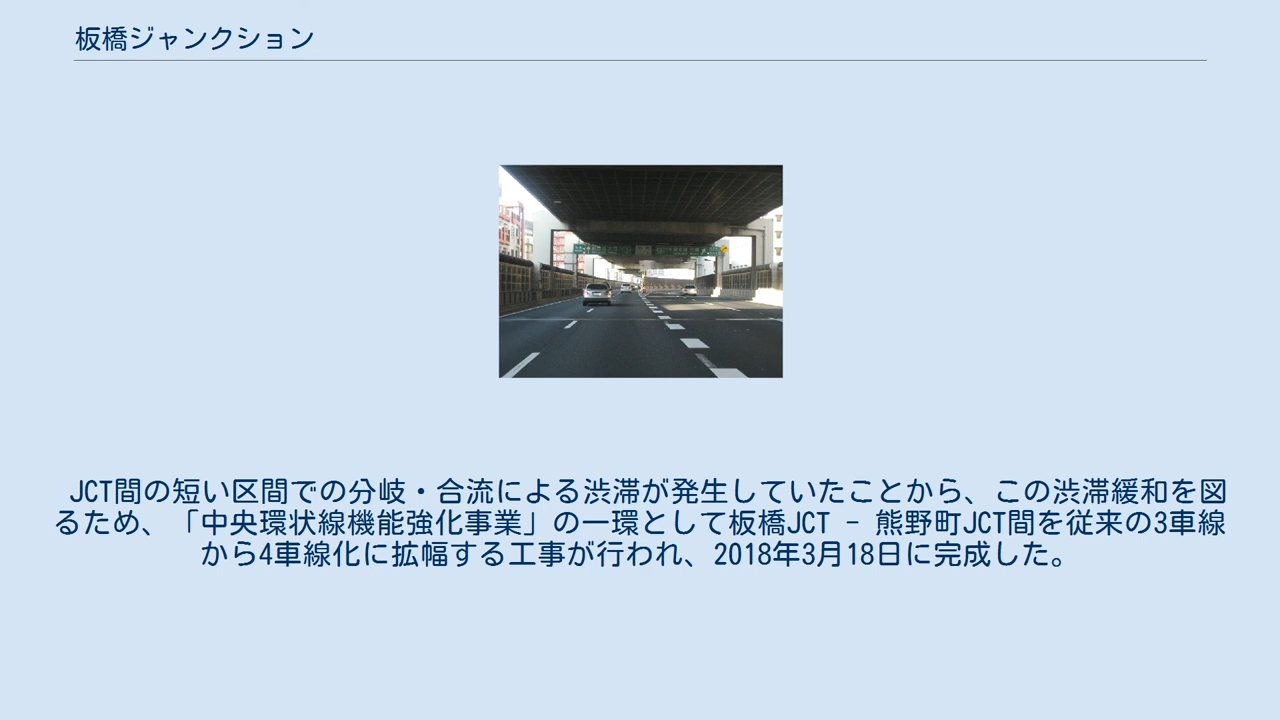 板橋ジャンクション
JCT間の短い区間での分岐・合流による渋滞が発生していたことから、この渋滞緩和を図
るため、「中央環状線機能強化事業」の一環として板橋JCT - 熊野町JCT間を従来の3車線
から4車線化に拡幅する工事が行われ、2018年3月18日に完成した。